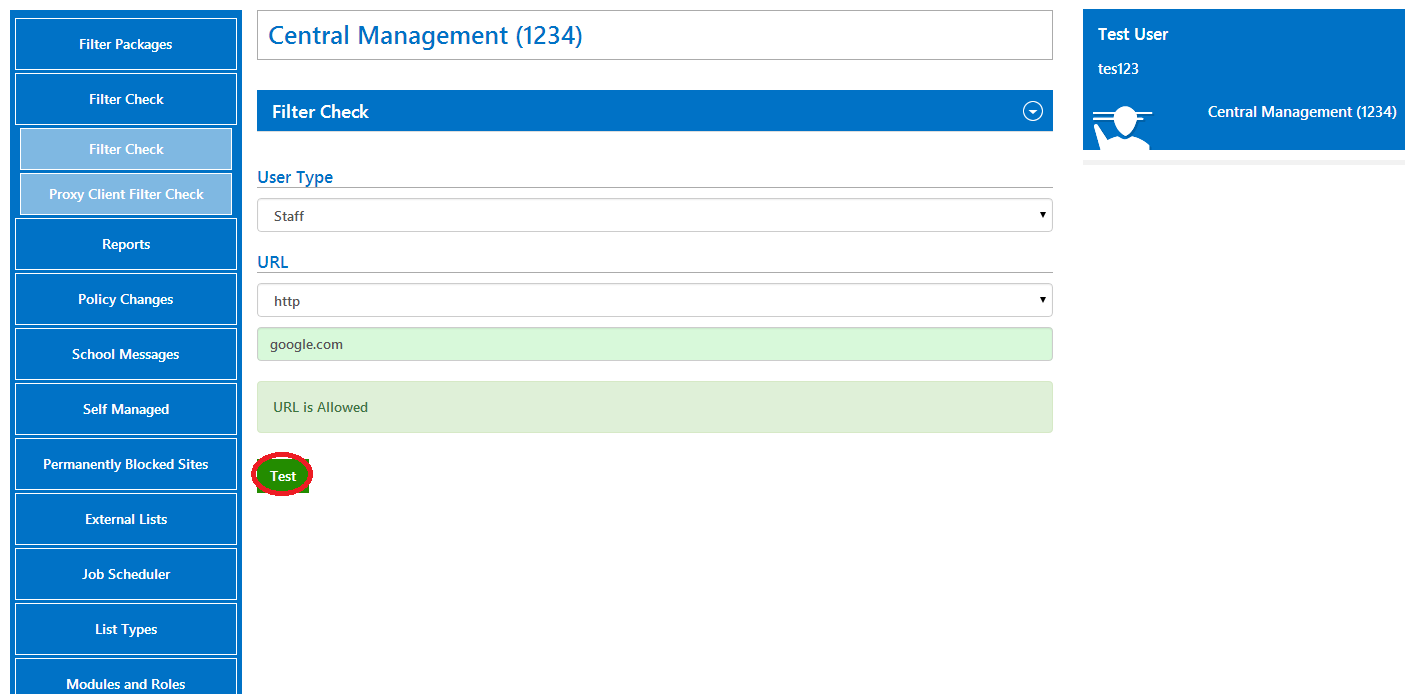 Filter Packages
Filter Check
Filter Check
Proxy Client Filter Check
Reports
Policy Changes
School Messages
Self Managed
Permanently Blocked Sites
External Lists
Job Scheduler
List Types
Modules and Roles
Central Management (1234)
Filter Check
User Type
Staff
URL
http
google.com
URL is Allowed
Test
Test User
tes123
Central Management (1234)